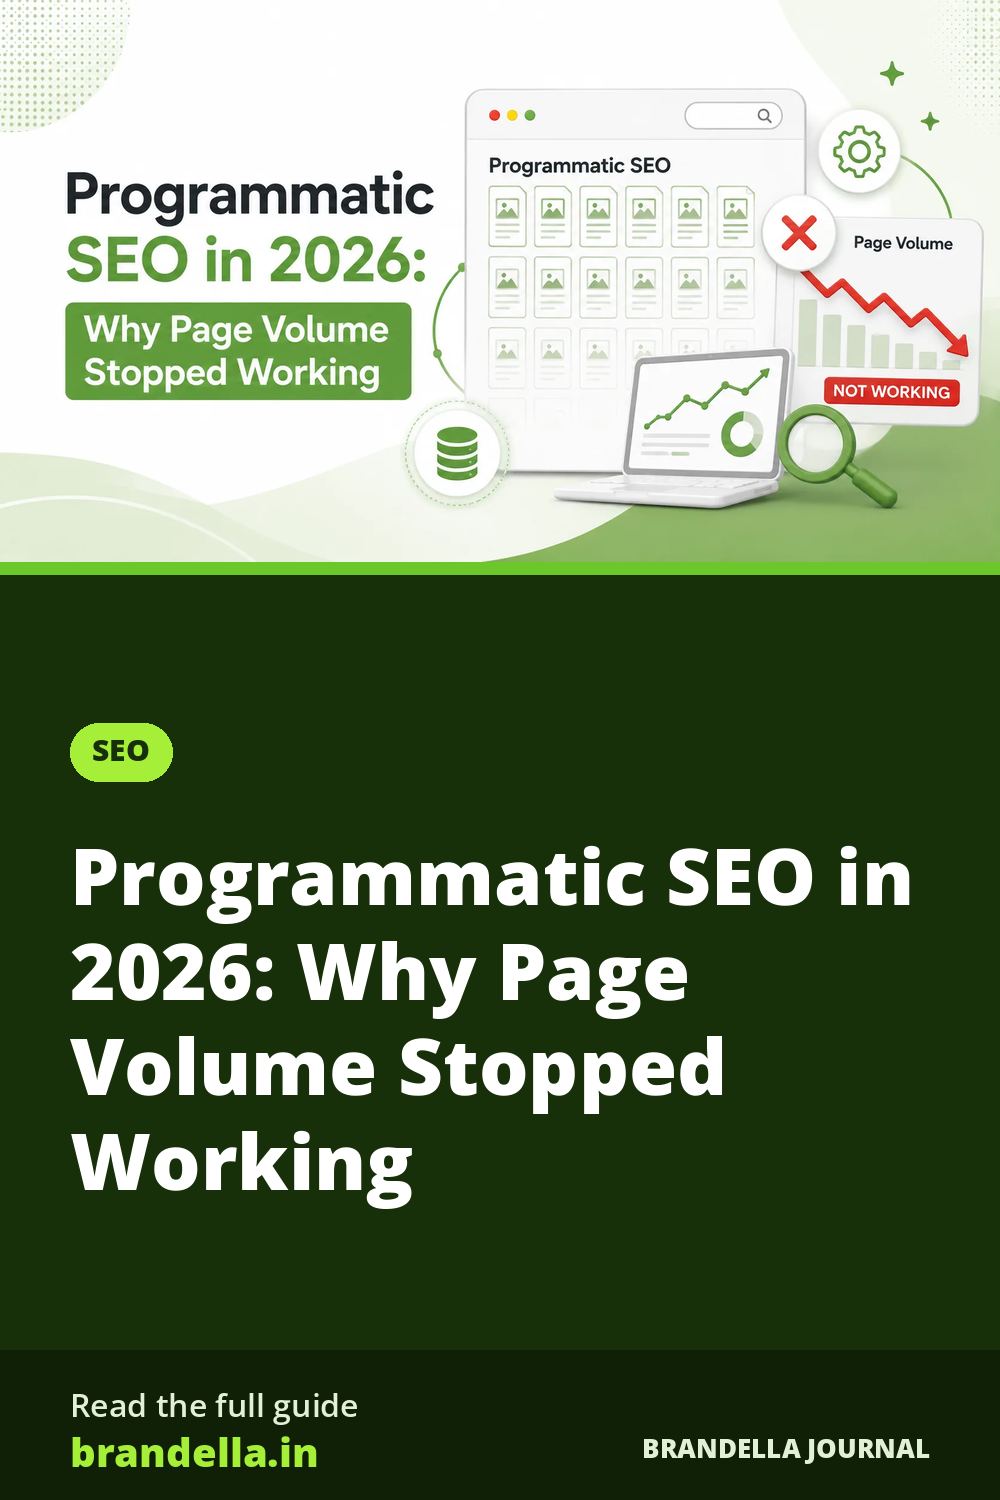 Programmatic
SEO in 2026:
Why Page Volume
Stopped Working
Programmatic SEO
Page Volume
NOT WORKING
SEO
Programmatic SEO in
2026: Why Page
Volume Stopped
Working
Read the full guide
brandella.in
BRANDELLA JOURNAL